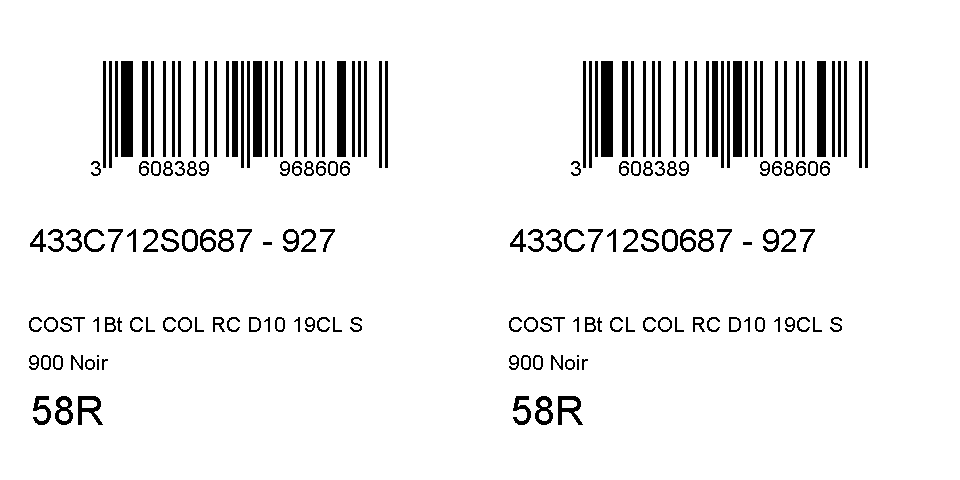 3 608389 968606
433C712S0687 - 927
COST 1Bt CL COL RC D10 19CL S
900 Noir
58R
3 608389 968606
433C712S0687 - 927
COST 1Bt CL COL RC D10 19CL S
900 Noir
58R